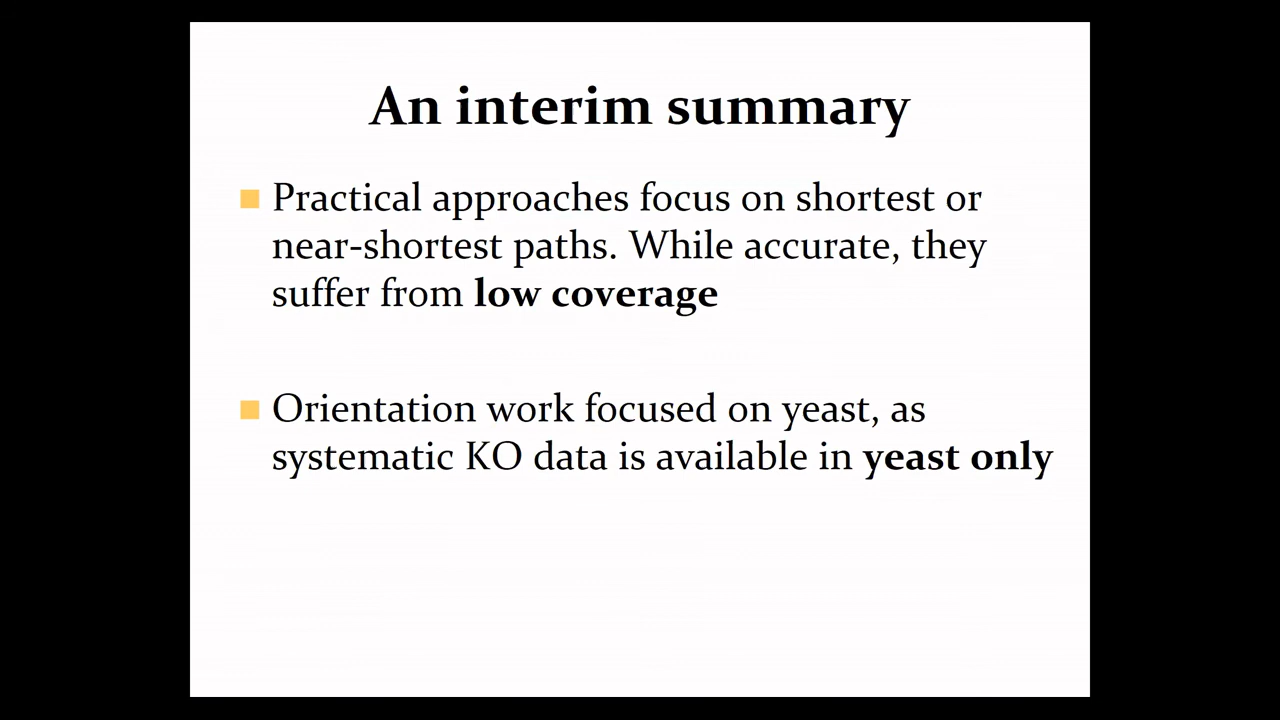 An interim summary
Practical approaches focus on shortest or
near-shortest paths. While accurate, they
suffer from low coverage
Orientation work focused on yeast, as
systematic KO data is available in yeast only